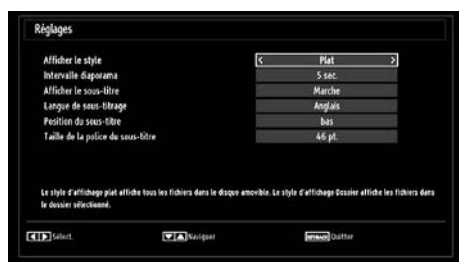 Réglages
Afficher le style < Plat >
Intervalle diaporama 5 sec.
Afficher le sous-titre Marche
Langue de sous-titrage Anglais
Position du sous-titre bas
Taille de la police du sous-titre 46 pt.
Le style d'affichage plat affiche tous les fichiers dans le disque amovible. Le style d'affichage Dossier affiche les fichiers dans
le dossier sélectionné.
Sélect. Naviguer RET/BACK Quitter